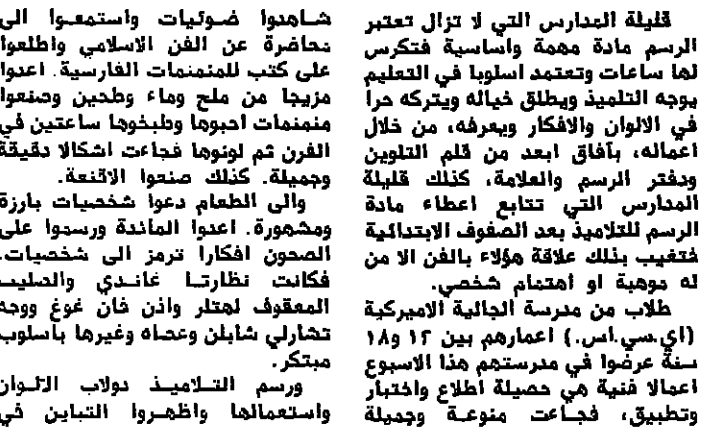 قليلة المدارس التي لا تزال تعتبر
الرسم مادة مهمة واساسية فتكرس
لها ساعات وتعتمد اسلوبا في التعليم
يوجه التلميذ ويطلق خياله ويتركه حرا
في الالوان والافكار ويعرفه، من خلال
اعماله، بآفاق ابعد من قلم التلوين
ودفتر الرسم والعلامة، كذلك قليلة
المدارس التي تتابع اعطاء مادة
الرسم للتلاميذ بعد الصفوف الابتدائية
فتغيب بذلك علاقة هؤلاء بالفن الا من
له موهبة او اهتمام شخصي.
طلاب من مدرسة الجالية الاميركية
(اي.سي.اس.) اعمارهم بين ١٢ و١٨
سنة عرضوا في مدرستهم هذا الاسبوع
اعمالا فنية هي حصيلة اطلاع واختبار
وتطبيق، فجاءت منوعة وجميلة
شاهدوا ضوئيات واستمعوا الى
محاضرة عن الفن الاسلامي واطلعوا
على كتب للمنمنمات الفارسية. اعدوا
مزيجا من ملح وماء وطحين وصنعوا
منمنمات احبوها وطبخوها ساعتين في
الفرن ثم لونوها فجاءت اشكالا دقيقة
وجميلة. كذلك صنعوا الاقنعة.
والى الطعام دعوا شخصيات بارزة
ومشهورة. اعدوا المائدة ورسموا على
الصحون افكارا ترمز الى شخصيات.
فكانت نظارتا غاندي والصليب
المعقوف لهتلر واذن فان غوغ ووجه
تشارلي شابلن وعصاه وغيرها باسلوب
مبتكر.
ورسم التلاميذ دولاب الالوان
واستعمالها واظهروا التباين في